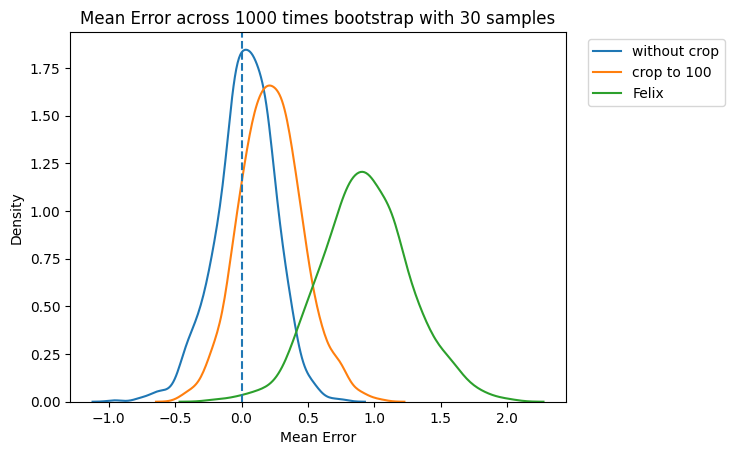 Mean Error across 1000 times bootstrap with 30 samples
without crop
crop to 100
Felix
Density
1.75
1.50
1.25
1.00
0.75
0.50
0.25
0.00
−1.0 −0.5 0.0 0.5 1.0 1.5 2.0
Mean Error